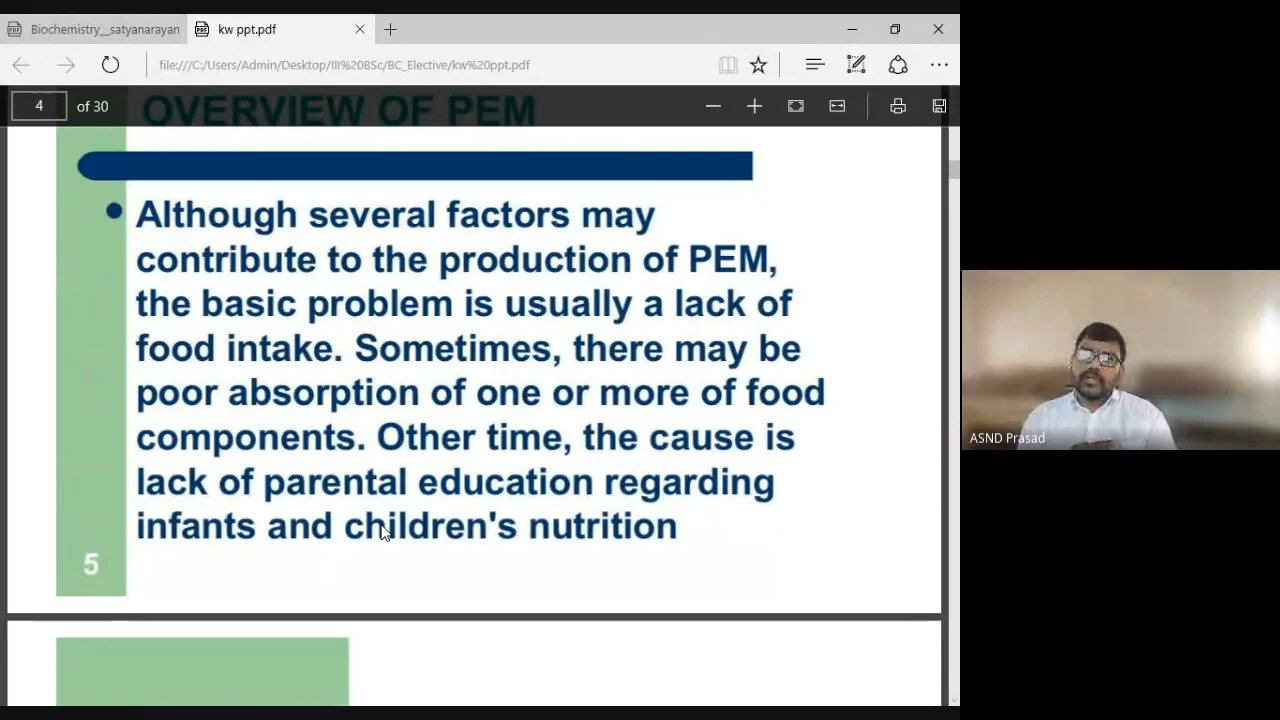 Biochemistry__satyanarayan
kw ppt.pdf
file:///C:/Users/Admin/Desktop/III%20BSc/BC_Elective/kw%20ppt.pdf
4 of 30
OVERVIEW OF PEM
Although several factors may
contribute to the production of PEM,
the basic problem is usually a lack of
food intake. Sometimes, there may be
poor absorption of one or more of food
components. Other time, the cause is
lack of parental education regarding
infants and children's nutrition
5
ASND Prasad